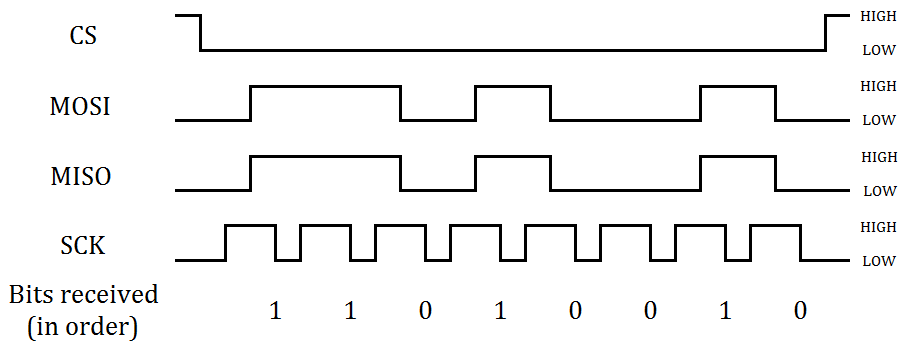 CS
HIGH
LOW
MOSI
HIGH
LOW
MISO
HIGH
LOW
SCK
HIGH
LOW
Bits received
(in order)
1 1 0 1 0 0 1 0